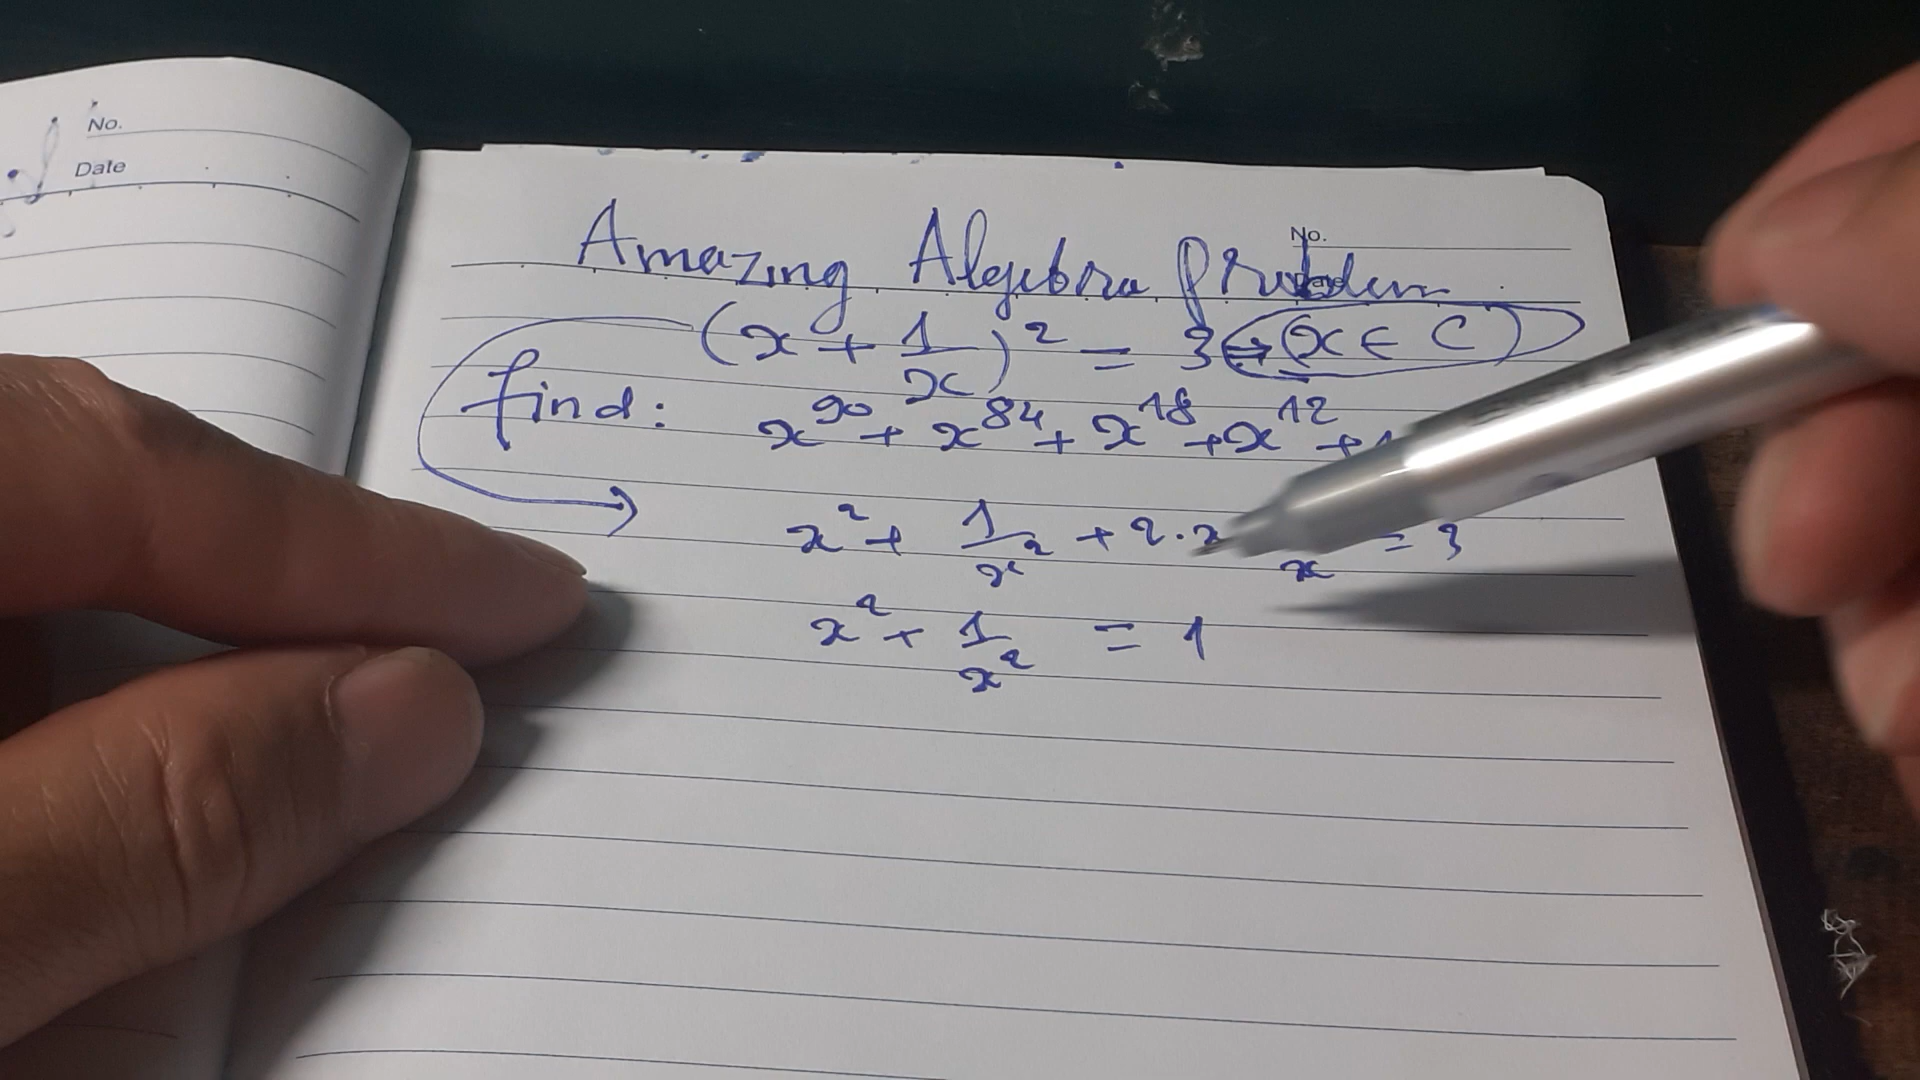 No.
Date
No.
Amazing Algebra Problem
(x + 1/x)² = 3 → (x ∈ C)
find: x⁹⁰ + x⁸⁴ + x¹⁸ + x¹² +
x² + 1/x² + 2 · x = 3
x² + 1/x² = 1